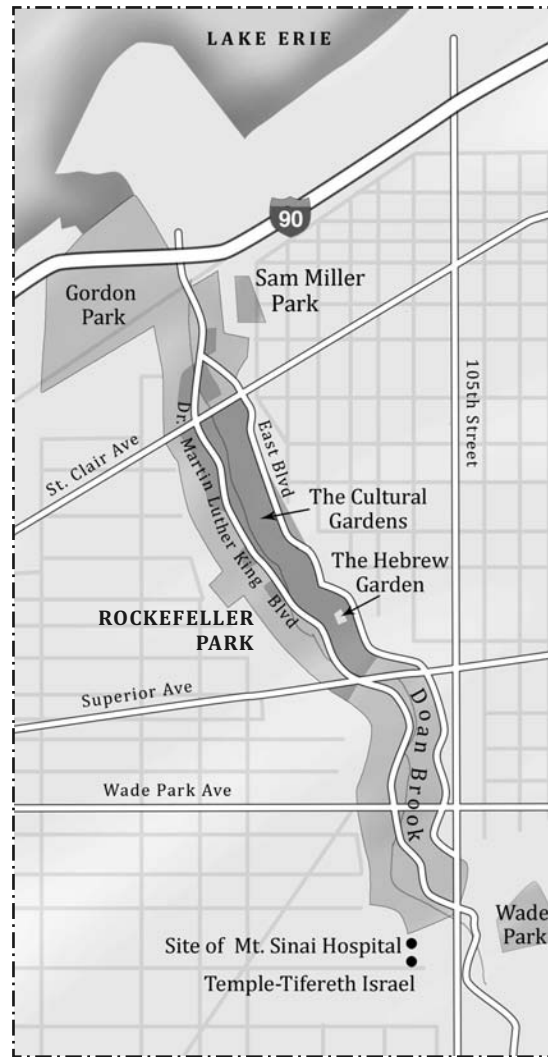 LAKE ERIE
90
Gordon
Park
Sam Miller
Park
105th Street
St. Clair Ave
Dr. Martin Luther King Blvd
East Blvd
The Cultural
Gardens
The Hebrew
Garden
ROCKEFELLER
PARK
Superior Ave
Doan Brook
Wade Park Ave
Wade
Park
Site of Mt. Sinai Hospital
Temple-Tifereth Israel